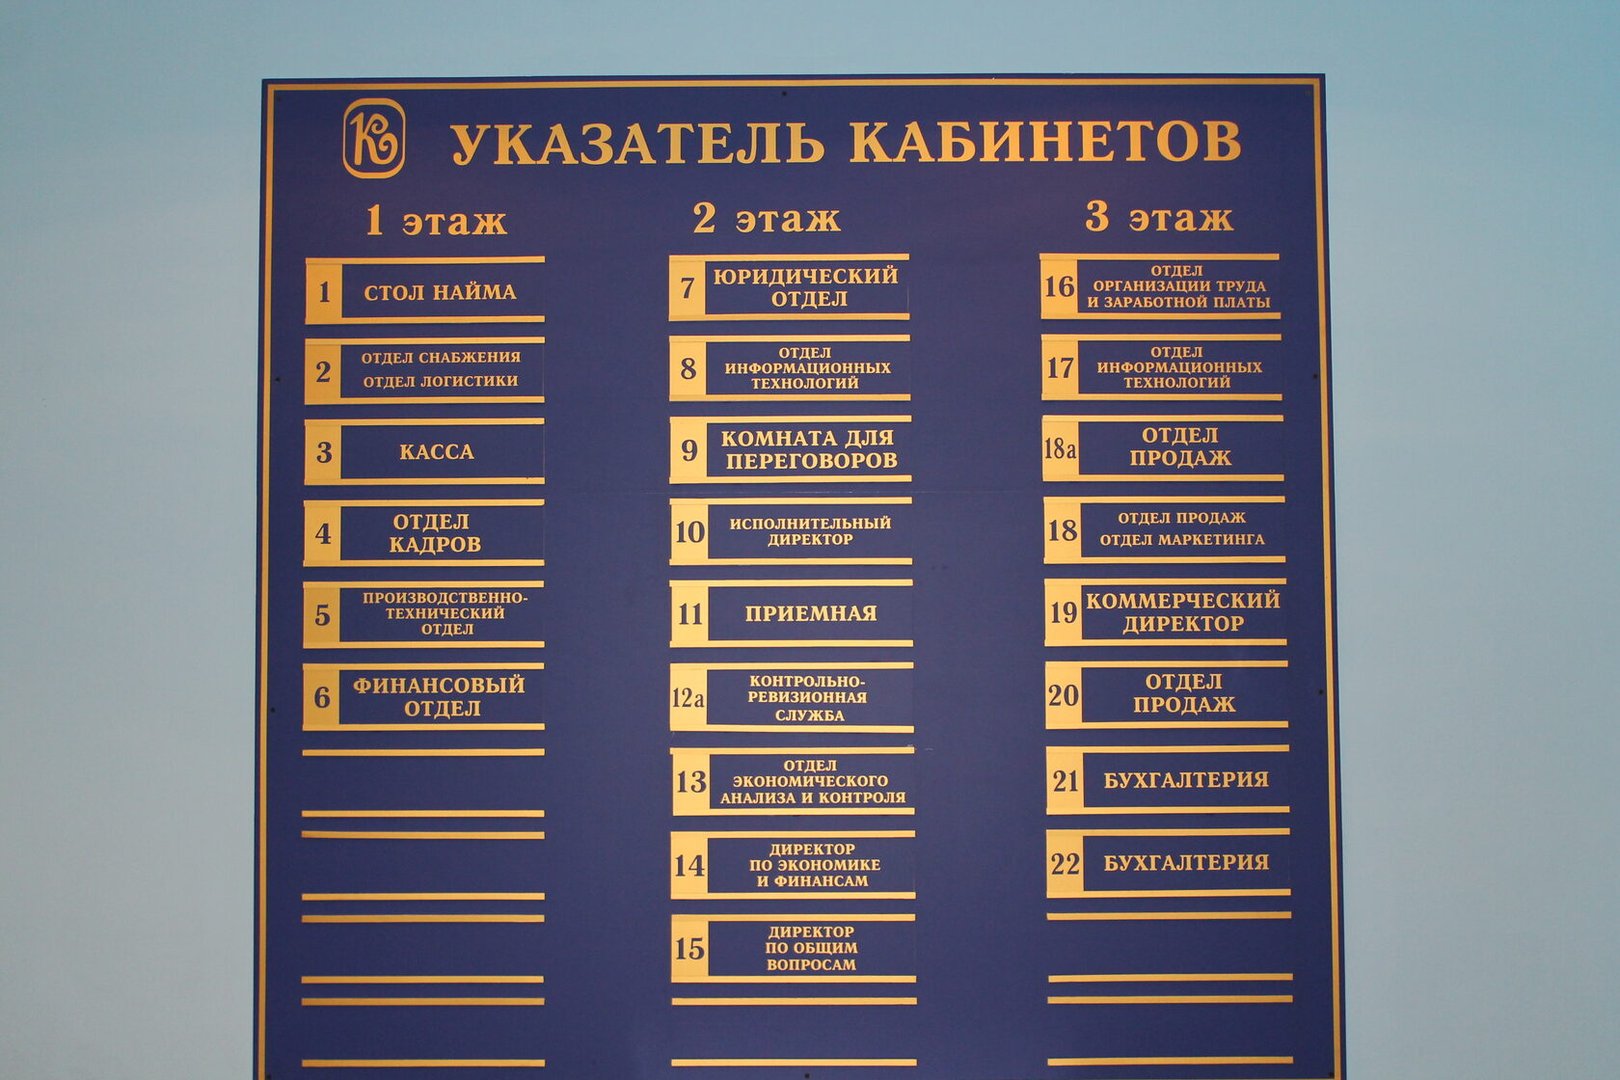 К
УКАЗАТЕЛЬ КАБИНЕТОВ
1 этаж
1
СТОЛ НАЙМА
2
ОТДЕЛ СНАБЖЕНИЯ
ОТДЕЛ ЛОГИСТИКИ
3
КАССА
4
ОТДЕЛ
КАДРОВ
5
ПРОИЗВОДСТВЕННО-
ТЕХНИЧЕСКИЙ
ОТДЕЛ
6
ФИНАНСОВЫЙ
ОТДЕЛ
2 этаж
7
ЮРИДИЧЕСКИЙ
ОТДЕЛ
8
ОТДЕЛ
ИНФОРМАЦИОННЫХ
ТЕХНОЛОГИЙ
9
КОМНАТА ДЛЯ
ПЕРЕГОВОРОВ
10
ИСПОЛНИТЕЛЬНЫЙ
ДИРЕКТОР
11
ПРИЕМНАЯ
12а
КОНТРОЛЬНО-
РЕВИЗИОННАЯ
СЛУЖБА
13
ОТДЕЛ
ЭКОНОМИЧЕСКОГО
АНАЛИЗА И КОНТРОЛЯ
14
ДИРЕКТОР
ПО ЭКОНОМИКЕ
И ФИНАНСАМ
15
ДИРЕКТОР
ПО ОБЩИМ
ВОПРОСАМ
3 этаж
16
ОТДЕЛ
ОРГАНИЗАЦИИ ТРУДА
И ЗАРАБОТНОЙ ПЛАТЫ
17
ОТДЕЛ
ИНФОРМАЦИОННЫХ
ТЕХНОЛОГИЙ
18а
ОТДЕЛ
ПРОДАЖ
18
ОТДЕЛ ПРОДАЖ
ОТДЕЛ МАРКЕТИНГА
19
КОММЕРЧЕСКИЙ
ДИРЕКТОР
20
ОТДЕЛ
ПРОДАЖ
21
БУХГАЛТЕРИЯ
22
БУХГАЛТЕРИЯ